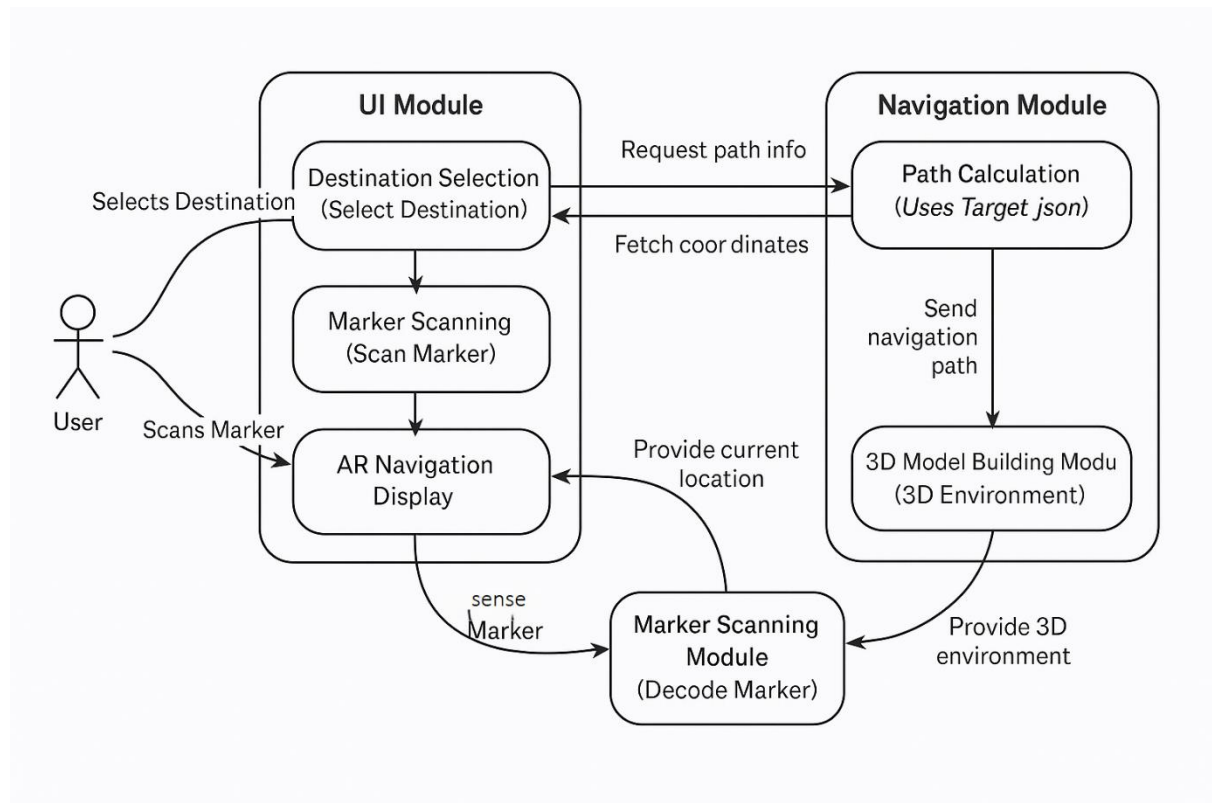 UI Module
Destination Selection
(Select Destination)
Selects Destination
Marker Scanning
(Scan Marker)
User
Scans Marker
AR Navigation
Display
sense
Marker
Request path info
Fetch coor dinates
Navigation Module
Path Calculation
(Uses Target json)
Send
navigation
path
3D Model Building Modu
(3D Environment)
Provide current
location
Marker Scanning
Module
(Decode Marker)
Provide 3D
environment